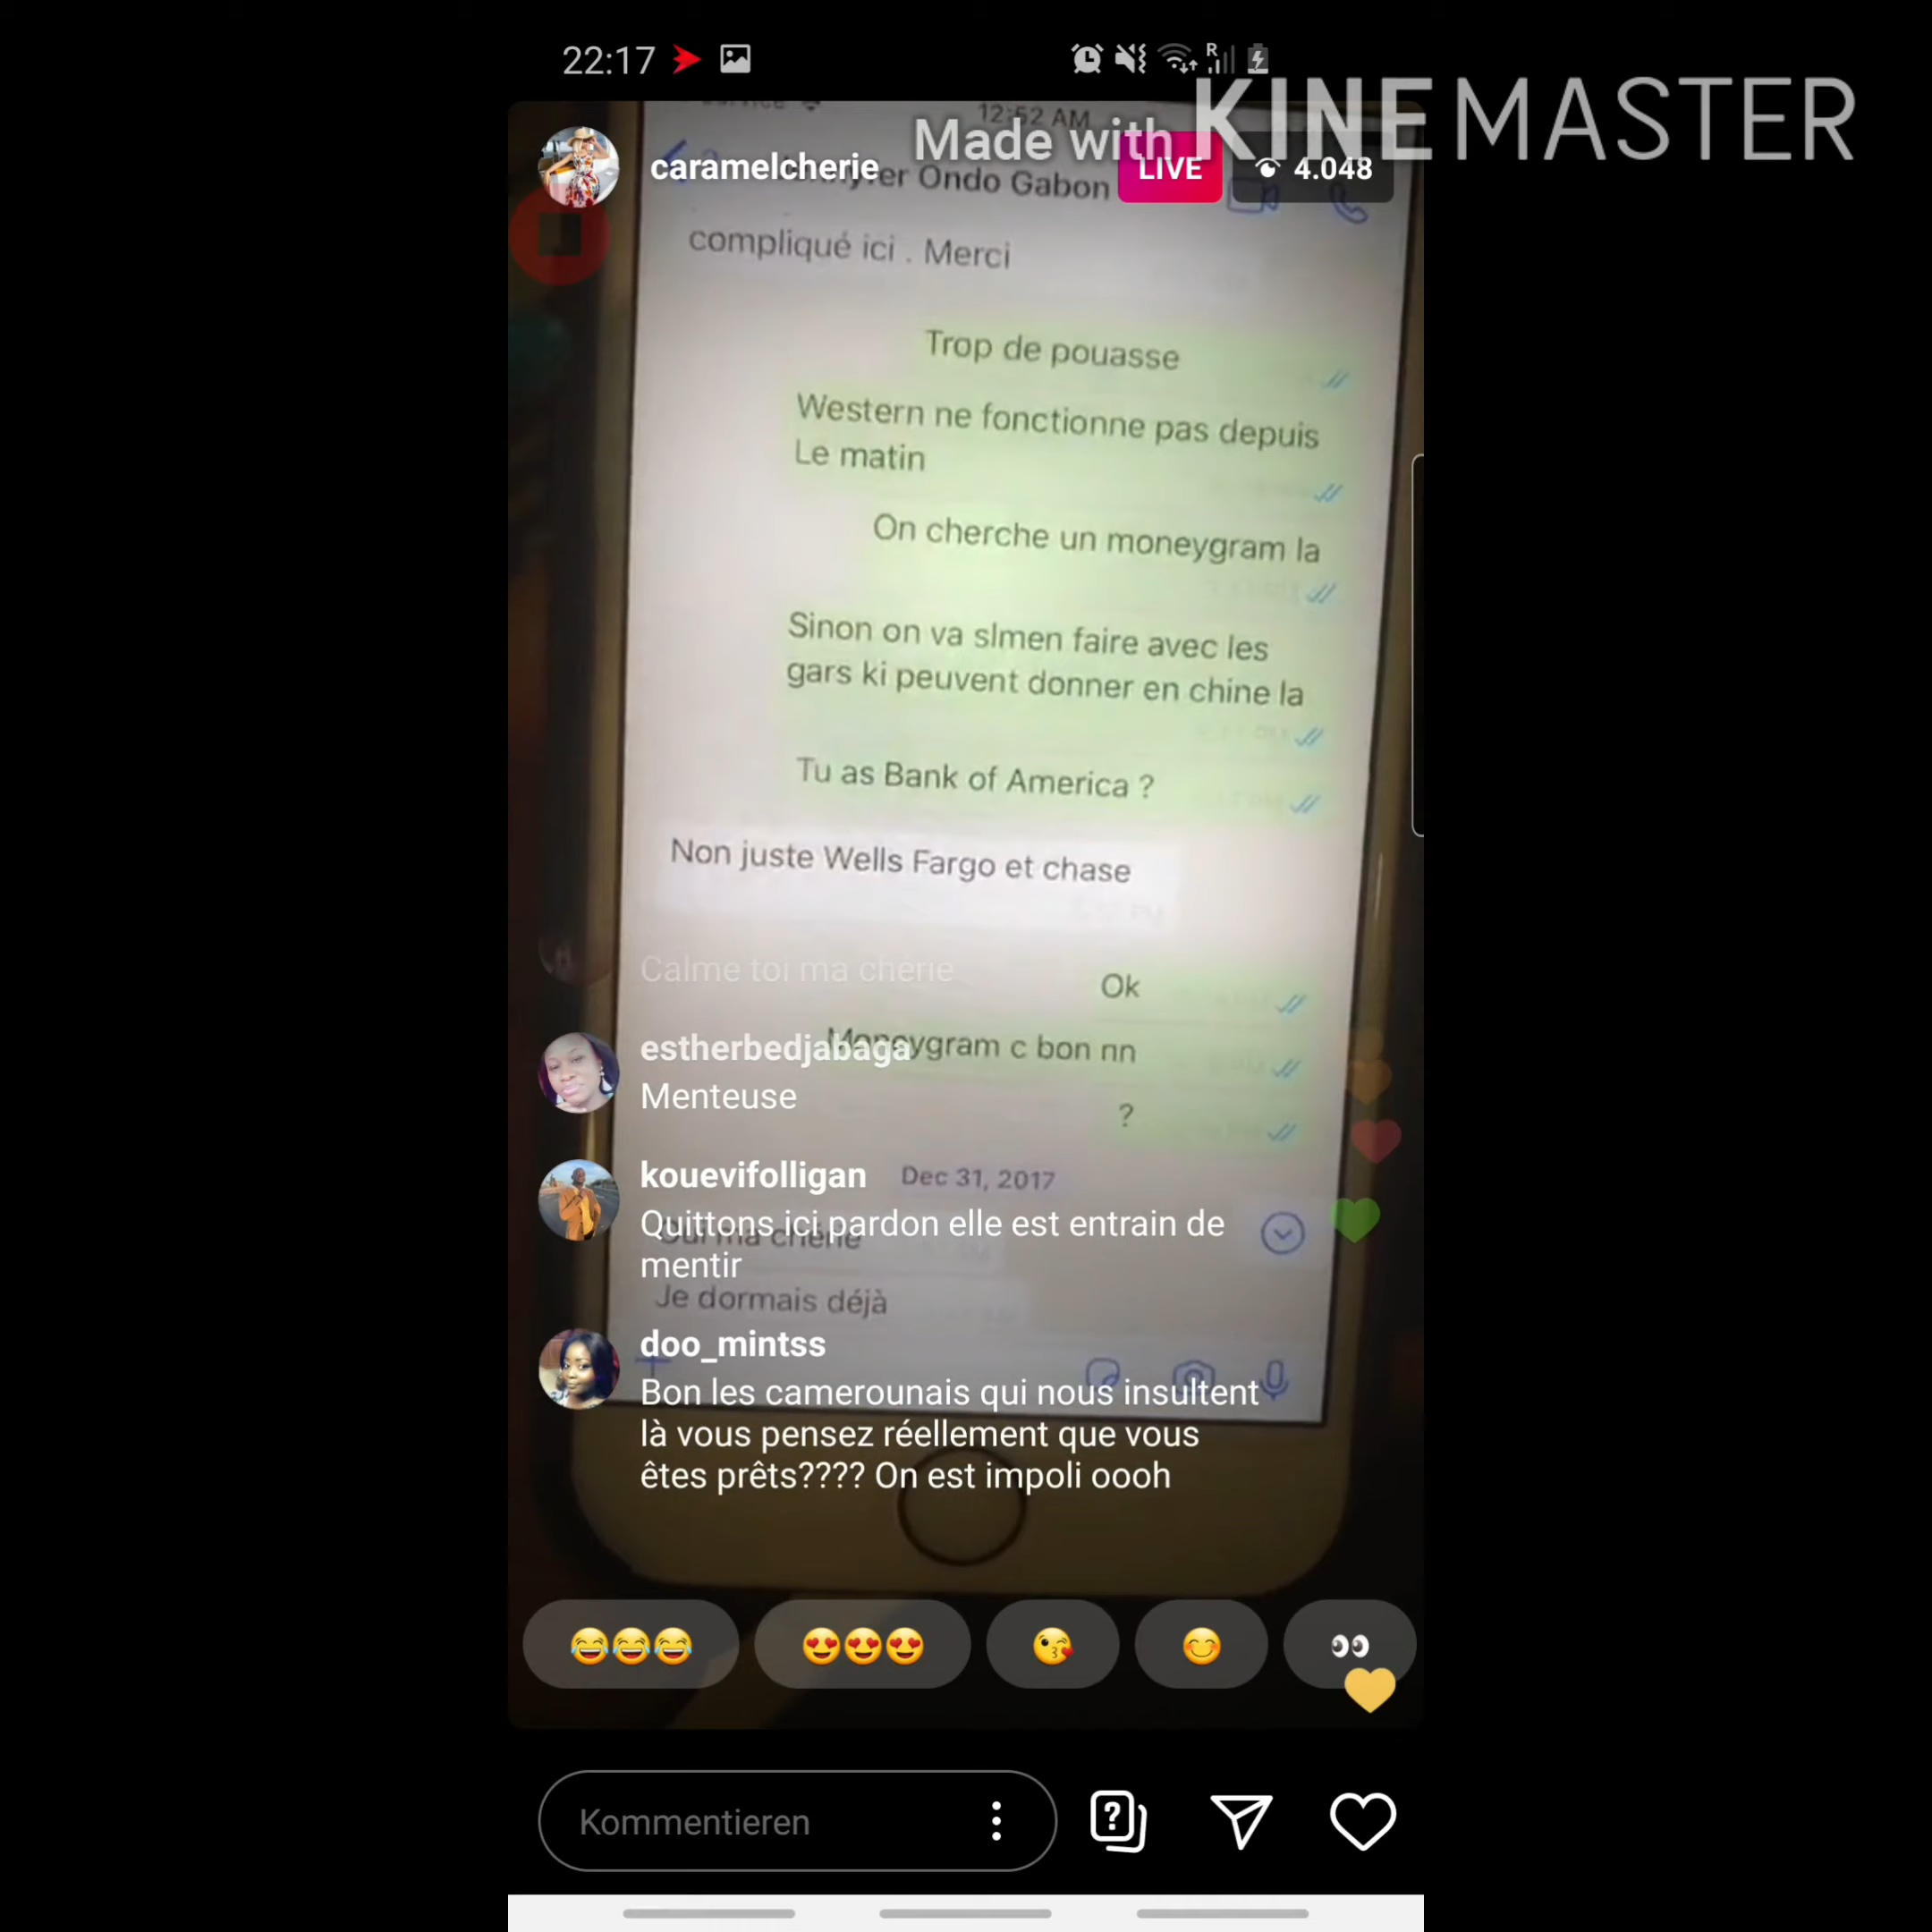 22:17
R
Made with KINEMASTER
12:52 AM
caramelcherie
er Ondo Gabon
LIVE
4.048
compliqué ici . Merci
Trop de pouasse
Western ne fonctionne pas depuis
Le matin
On cherche un moneygram la
Sinon on va slmen faire avec les
gars ki peuvent donner en chine la
Tu as Bank of America ?
Non juste Wells Fargo et chase
Calme toi ma chérie
Ok
estherbedjabaga
Moneygram c bon nn
Menteuse
?
kouevifolligan
Dec 31, 2017
Quittons ici pardon elle est entrain de
mentir
Oui ma chérie
Je dormais déjà
doo_mintss
Bon les camerounais qui nous insultent
là vous pensez réellement que vous
êtes prêts???? On est impoli oooh
Kommentieren